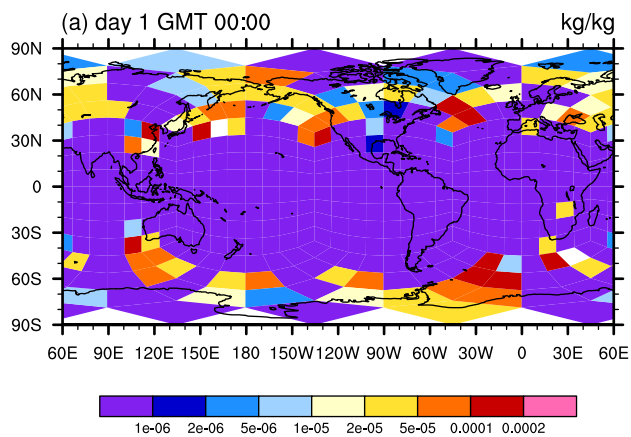 (a) day 1 GMT 00:00 kg/kg
90N
60N
30N
0
30S
60S
90S
60E 90E 120E 150E 180 150W 120W 90W 60W 30W 0 30E 60E
1e-06 2e-06 5e-06 1e-05 2e-05 5e-05 0.0001 0.0002